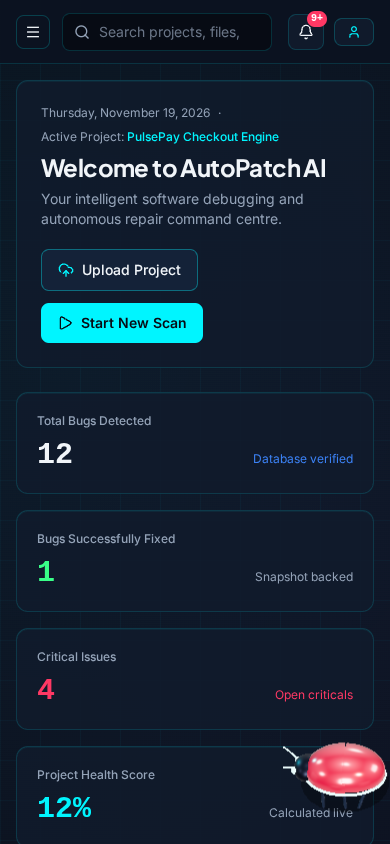 Search projects, files,
9+
Thursday, November 19, 2026 ·
Active Project: PulsePay Checkout Engine
Welcome to AutoPatch AI
Your intelligent software debugging and
autonomous repair command centre.
Upload Project
Start New Scan
Total Bugs Detected
12
Database verified
Bugs Successfully Fixed
1
Snapshot backed
Critical Issues
4
Open criticals
Project Health Score
12%
Calculated live